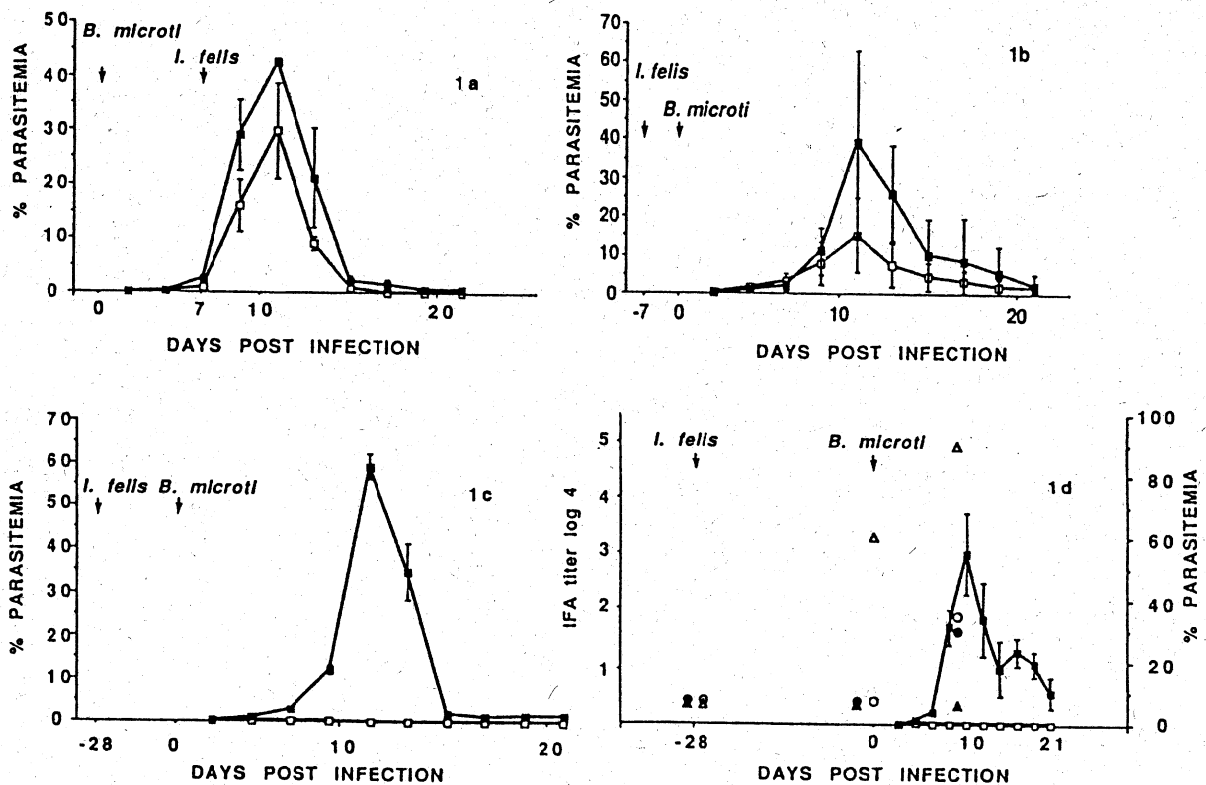 50
40
30
20
10
0
% PARASITEMIA
B. microti
I. felis
1a
0 7 10 20
DAYS POST INFECTION
70
60
50
40
30
20
10
0
% PARASITEMIA
I. felis
B. microti
1b
-7 0 10 20
DAYS POST INFECTION
70
60
50
40
30
20
10
0
% PARASITEMIA
I. felis B. microti
1c
-28 0 10 20
DAYS POST INFECTION
5
4
3
2
1
IFA titer log 4
I. felis
B. microti
1d
100
80
60
40
20
0
% PARASITEMIA
-28 0 10 21
DAYS POST INFECTION